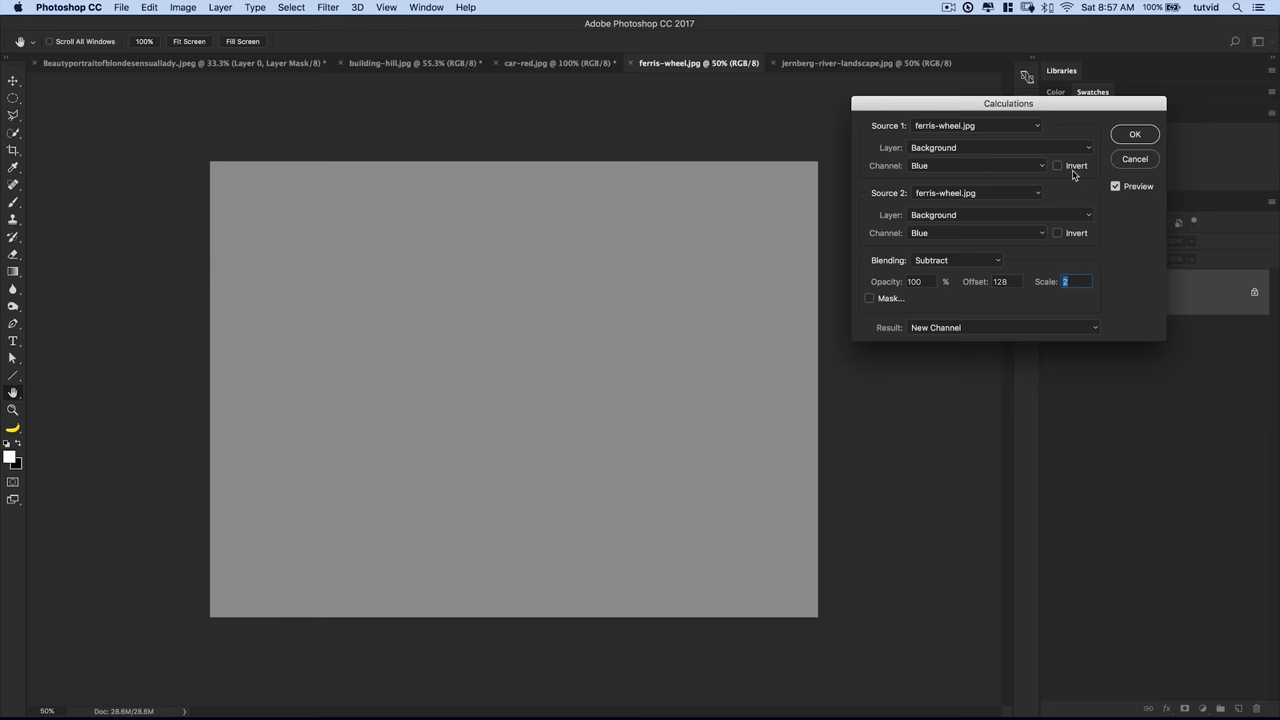 Photoshop CC File Edit Image Layer Type Select Filter 3D View Window Help
Sat 8:57 AM 100% tutvid
Adobe Photoshop CC 2017
Scroll All Windows 100% Fit Screen Fill Screen
Beautyportraitofblondesensuallady..jpeg @ 33.3% (Layer 0, Layer Mask/8) *
building-hill.jpg @ 55.3% (RGB/8) *
car-red.jpg @ 100% (RGB/8) *
ferris-wheel.jpg @ 50% (RGB/8)
jernberg-river-landscape.jpg @ 50% (RGB/8)
Libraries
Color Swatches
Calculations
Source 1: ferris-wheel.jpg
Layer: Background
Channel: Blue Invert
Source 2: ferris-wheel.jpg
Layer: Background
Channel: Blue Invert
Blending: Subtract
Opacity: 100 % Offset: 128 Scale: 2
Mask...
Result: New Channel
OK
Cancel
Preview
50% Doc: 28.6M/28.6M